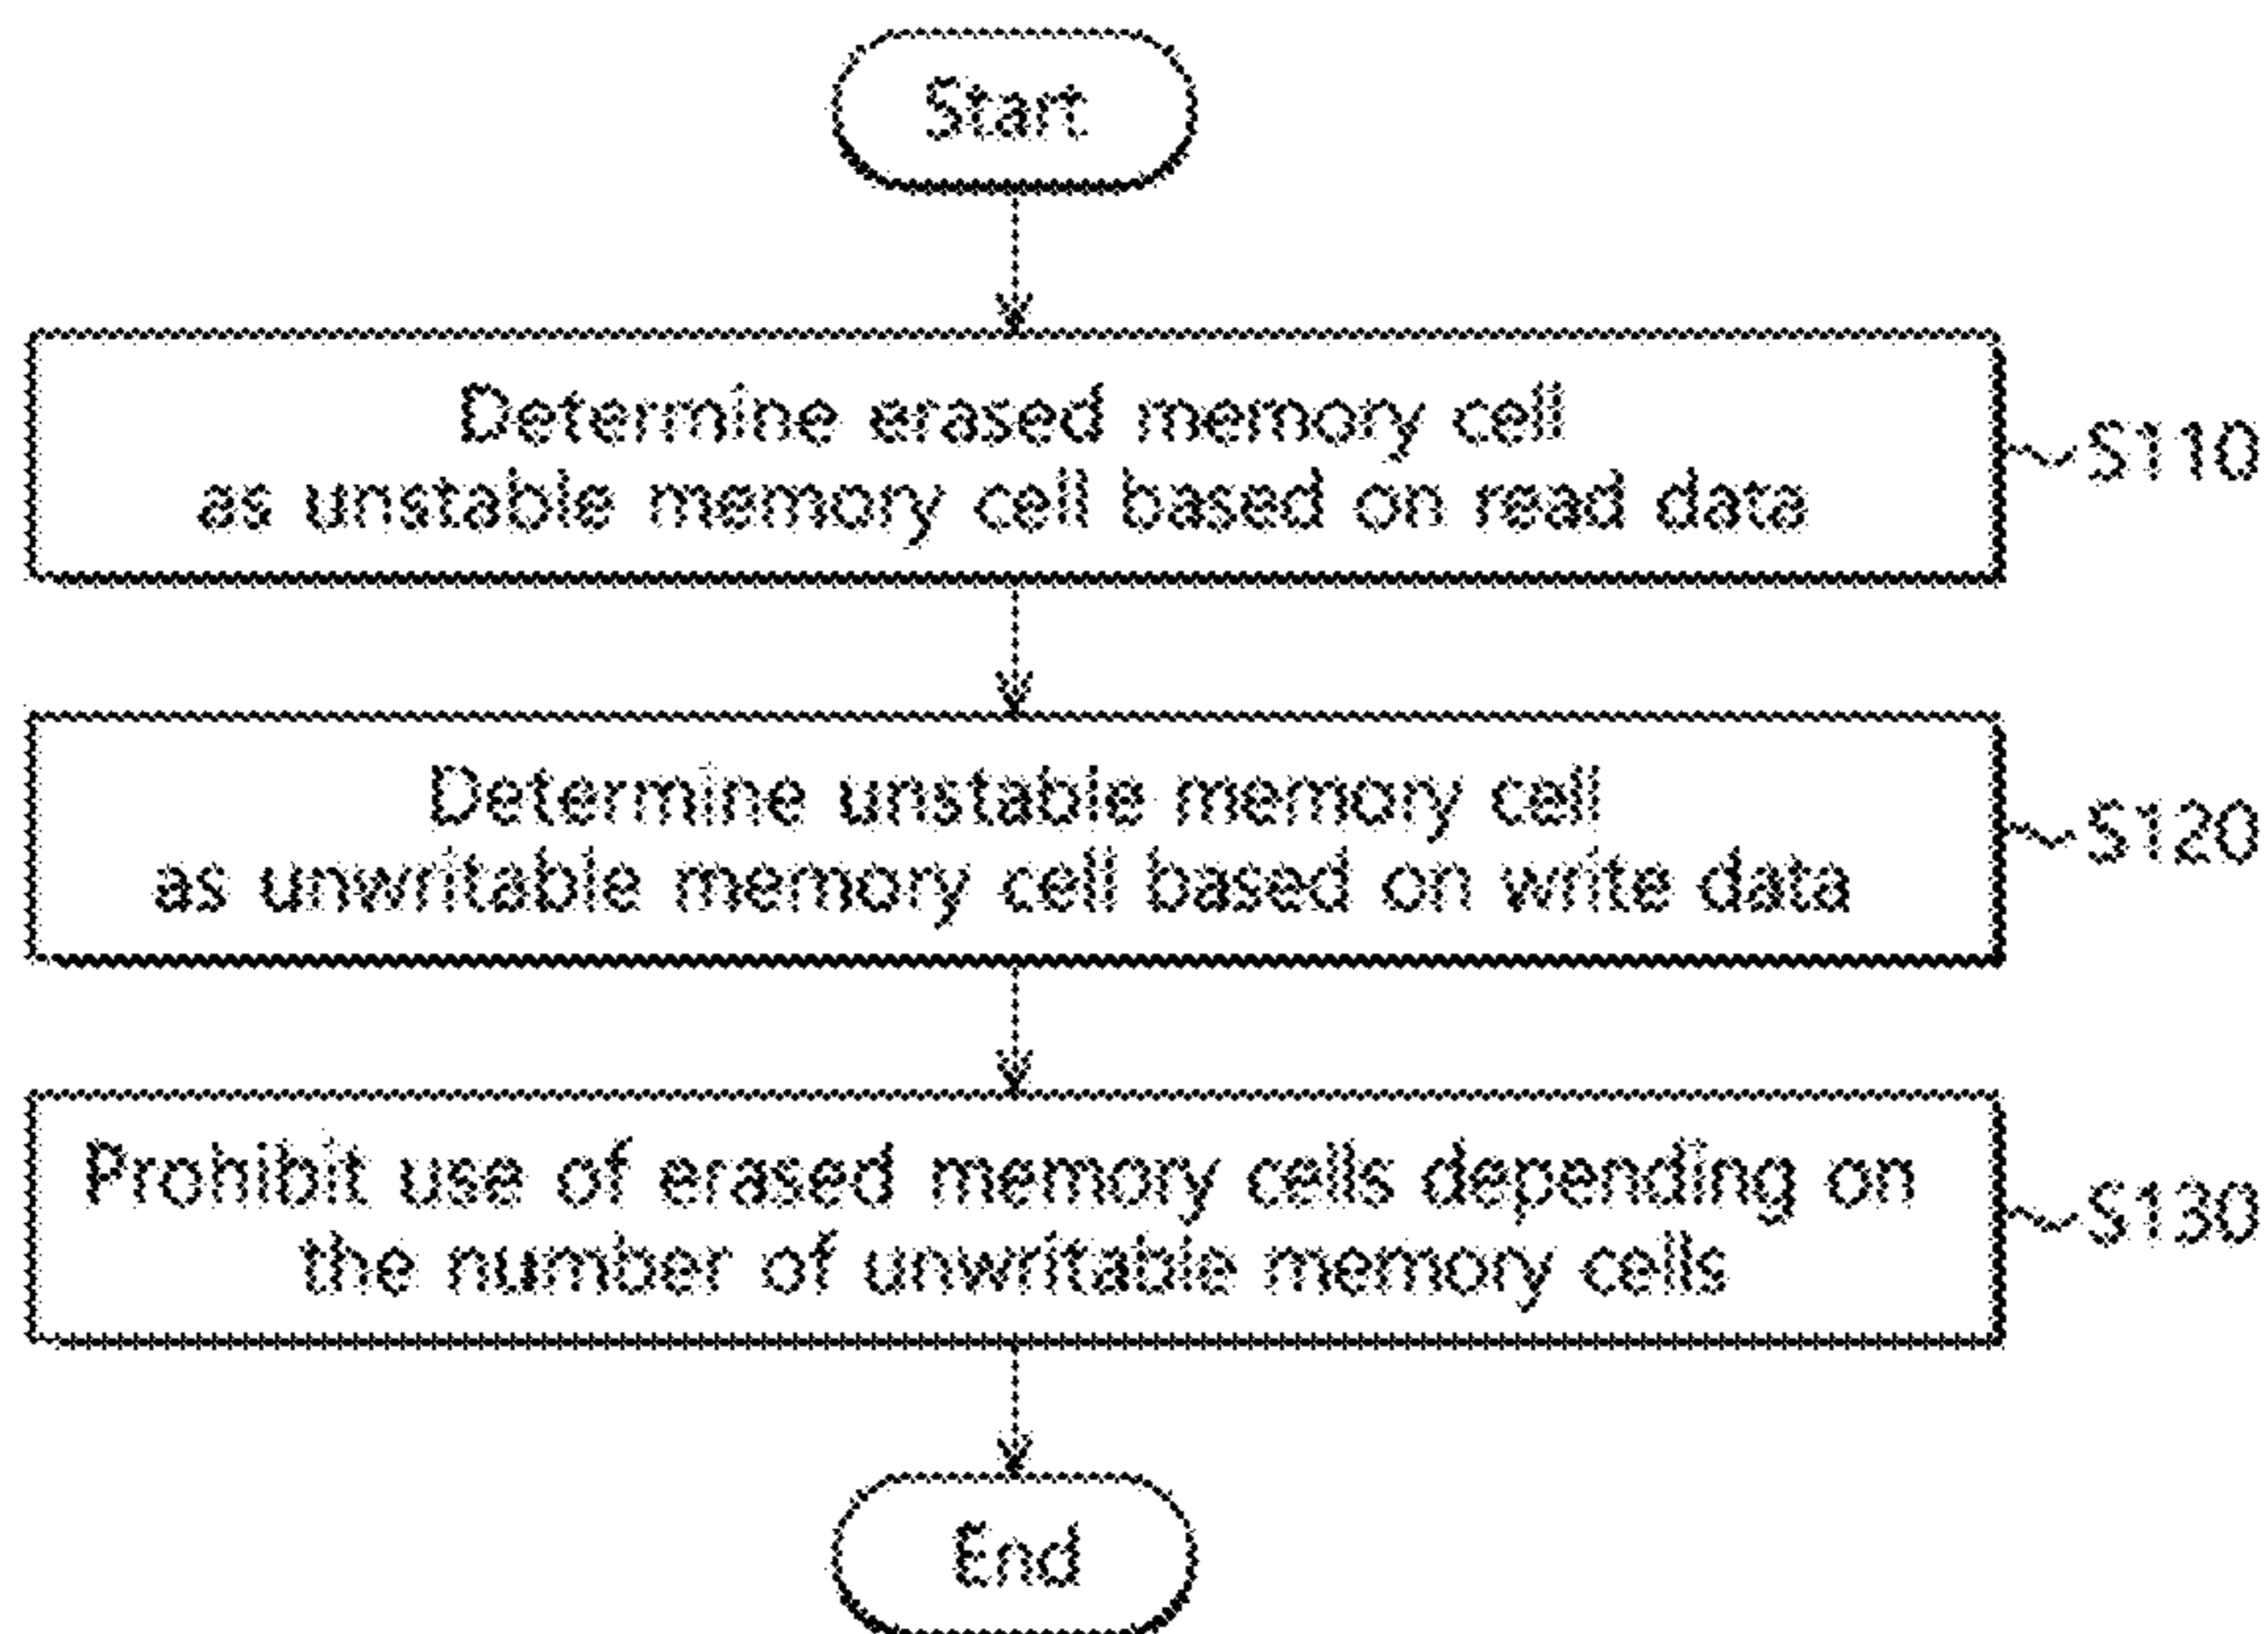 Start
Determine erased memory cell
as unstable memory cell based on read data
S110
Determine unstable memory cell
as unwritable memory cell based on write data
S120
Prohibit use of erased memory cells depending on
the number of unwritable memory cells
S130
End